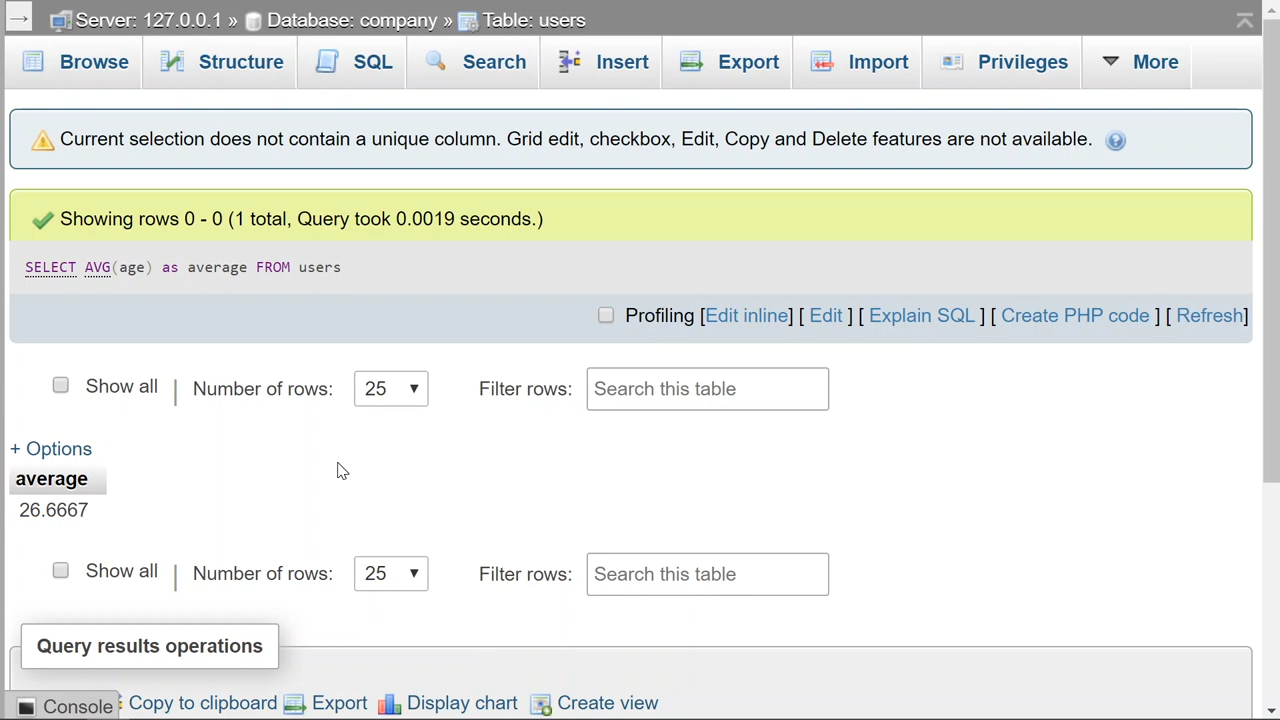 Server: 127.0.0.1 » Database: company » Table: users
Browse Structure SQL Search Insert Export Import Privileges More
Current selection does not contain a unique column. Grid edit, checkbox, Edit, Copy and Delete features are not available.
Showing rows 0 - 0 (1 total, Query took 0.0019 seconds.)
SELECT AVG(age) as average FROM users
Profiling [Edit inline] [ Edit ] [ Explain SQL ] [ Create PHP code ] [ Refresh]
Show all | Number of rows: 25 Filter rows: Search this table
+ Options
average
26.6667
Show all | Number of rows: 25 Filter rows: Search this table
Query results operations
Console Copy to clipboard Export Display chart Create view